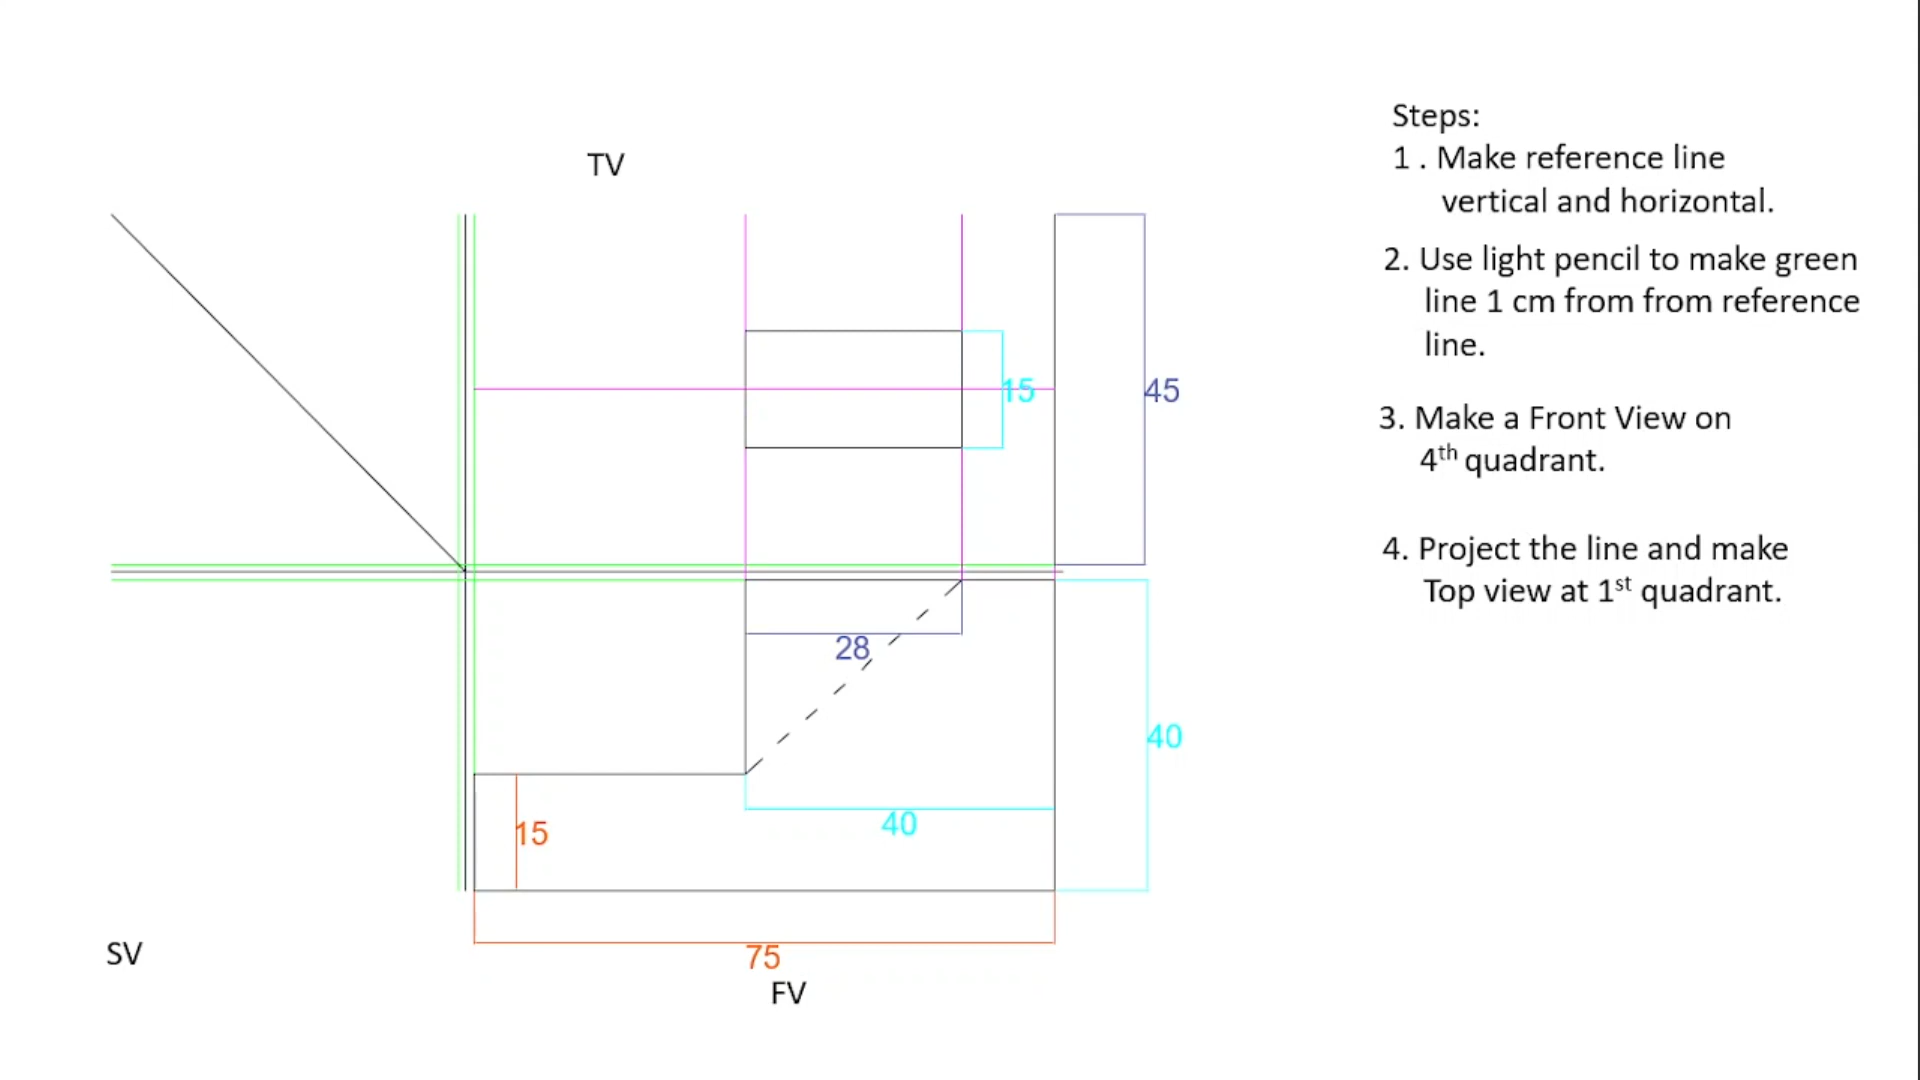 TV
15
45
28
40
40
15
75
FV
SV
Steps:
1 . Make reference line
vertical and horizontal.
2. Use light pencil to make green
line 1 cm from from reference
line.
3. Make a Front View on
4th quadrant.
4. Project the line and make
Top view at 1st quadrant.